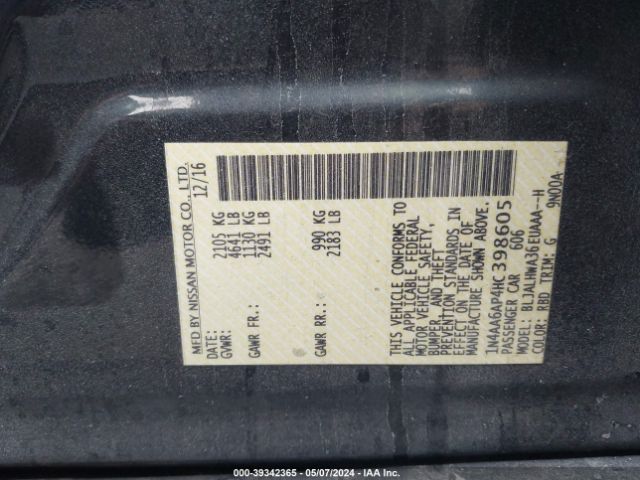 MFD BY NISSAN MOTOR CO., LTD.
DATE: 12/16
GVWR: 2105 KG
4641 LB
GAWR FR.: 1130 KG
2491 LB
GAWR RR.: 990 KG
2183 LB
THIS VEHICLE CONFORMS TO
ALL APPLICABLE FEDERAL
MOTOR VEHICLE SAFETY,
BUMPER, AND THEFT
PREVENTION STANDARDS IN
EFFECT ON THE DATE OF
MANUFACTURE SHOWN ABOVE.
1N4AA6AP4HC398605
PASSENGER CAR 606
MODEL: BLJALHWA36EUAAA--H
COLOR: RBD TRIM: G 9N00A
000-39342365 - 05/07/2024 - IAA Inc.